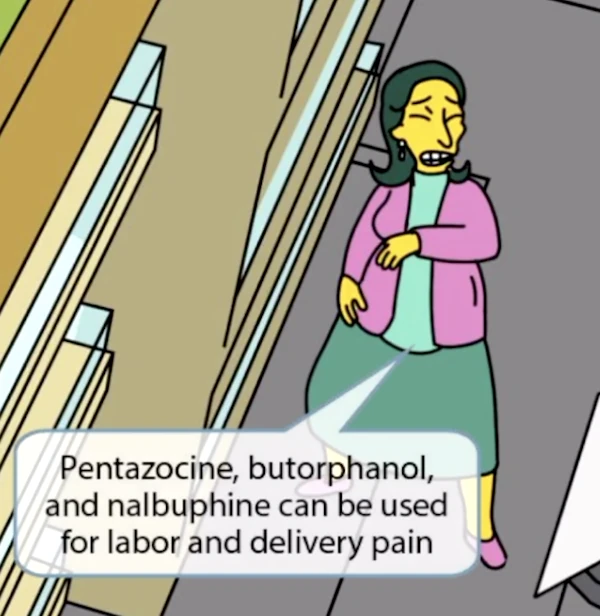 Pentazocine, butorphanol,
and nalbuphine can be used
for labor and delivery pain